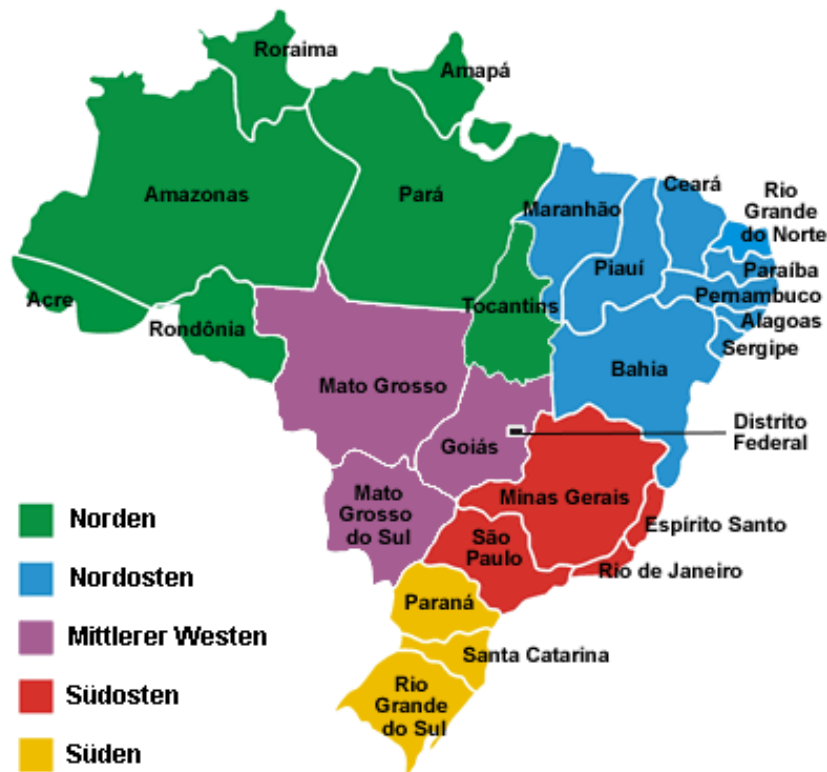 Roraima
Amapá
Amazonas
Pará
Maranhão
Ceará
Rio
Grande
do Norte
Piauí
Paraíba
Pernambuco
Alagoas
Sergipe
Acre
Rondônia
Tocantins
Bahia
Mato Grosso
Distrito
Federal
Goiás
Mato
Grosso
do Sul
Minas Gerais
Espírito Santo
São
Paulo
Rio de Janeiro
Paraná
Santa Catarina
Rio
Grande
do Sul
Norden
Nordosten
Mittlerer Westen
Südosten
Süden